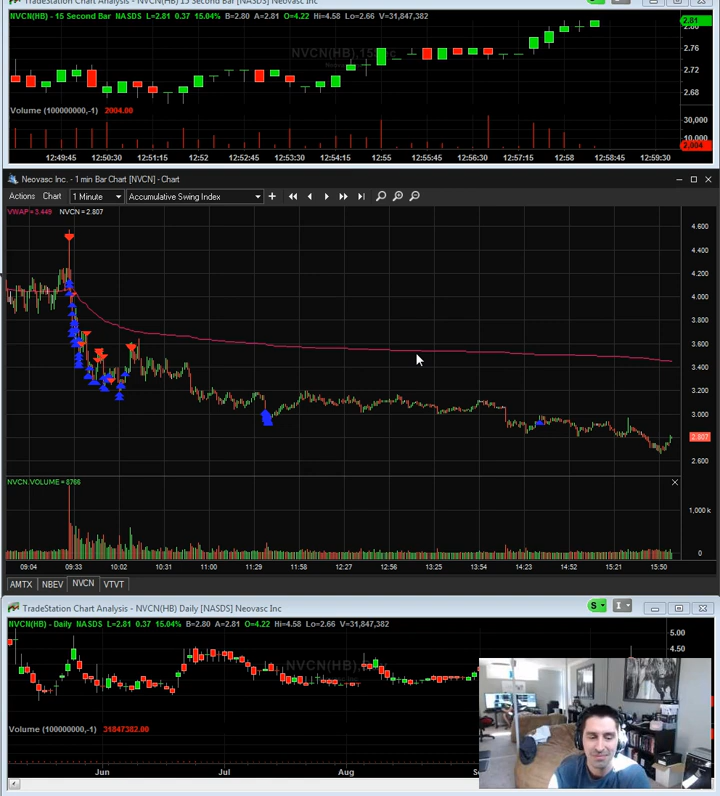 TradeStation Chart Analysis - NVCN(HB) 15 Second Bar [NASDS] Neovasc Inc
NVCN(HB) - 15 Second Bar NASDS L=2.81 0.37 15.04% B=2.80 A=2.81 O=4.22 Hi=4.58 Lo=2.66 V=31,847,382
2.81
2.80
2.76
2.72
2.68
Volume (100000000,-1) 2004.00
30,000
10,000
2,004
12:49:45 12:50:30 12:51:15 12:52 12:52:45 12:53:30 12:54:15 12:55 12:55:45 12:56:30 12:57:15 12:58 12:58:45 12:59:30
Neovasc Inc. - 1 min Bar Chart [NVCN] - Chart
Actions Chart 1 Minute Accumulative Swing Index
VWAP = 3.449 NVCN = 2.807
4.600
4.400
4.200
4.000
3.800
3.600
3.400
3.200
3.000
2.807
2.600
NVCN.VOLUME = 8766
1,000 k
0
09:04 09:33 10:02 10:31 11:00 11:29 11:58 12:27 12:56 13:25 13:54 14:23 14:52 15:21 15:50
AMTX NBEV NVCN VTVT
TradeStation Chart Analysis - NVCN(HB) Daily [NASDS] Neovasc Inc
S I
NVCN(HB) - Daily NASDS L=2.81 0.37 15.04% B=2.80 A=2.81 O=4.22 Hi=4.58 Lo=2.66 V=31,847,382
5.00
4.50
NVCN(HB), Daily
Neovasc Inc
Volume (100000000,-1) 31847382.00
Jun Jul Aug